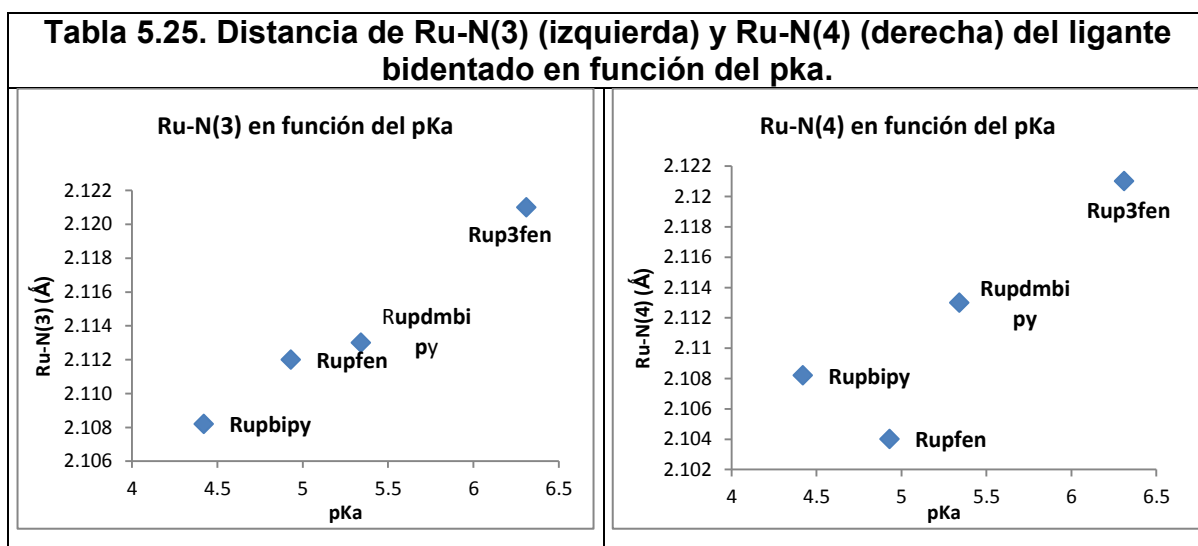 Tabla 5.25. Distancia de Ru-N(3) (izquierda) y Ru-N(4) (derecha) del ligante
bidentado en función del pka.
Ru-N(3) en función del pKa
2.122
2.120
2.118
2.116
2.114
2.112
2.110
2.108
2.106
Ru-N(3) (Å)
Rup3fen
Rupdmbi
py
Rupfen
Rupbipy
4 4.5 5 5.5 6 6.5
pKa
Ru-N(4) en función del pKa
2.122
2.12
2.118
2.116
2.114
2.112
2.11
2.108
2.106
2.104
2.102
Ru-N(4) (Å)
Rup3fen
Rupdmbi
py
Rupbipy
Rupfen
4 4.5 5 5.5 6 6.5
pKa